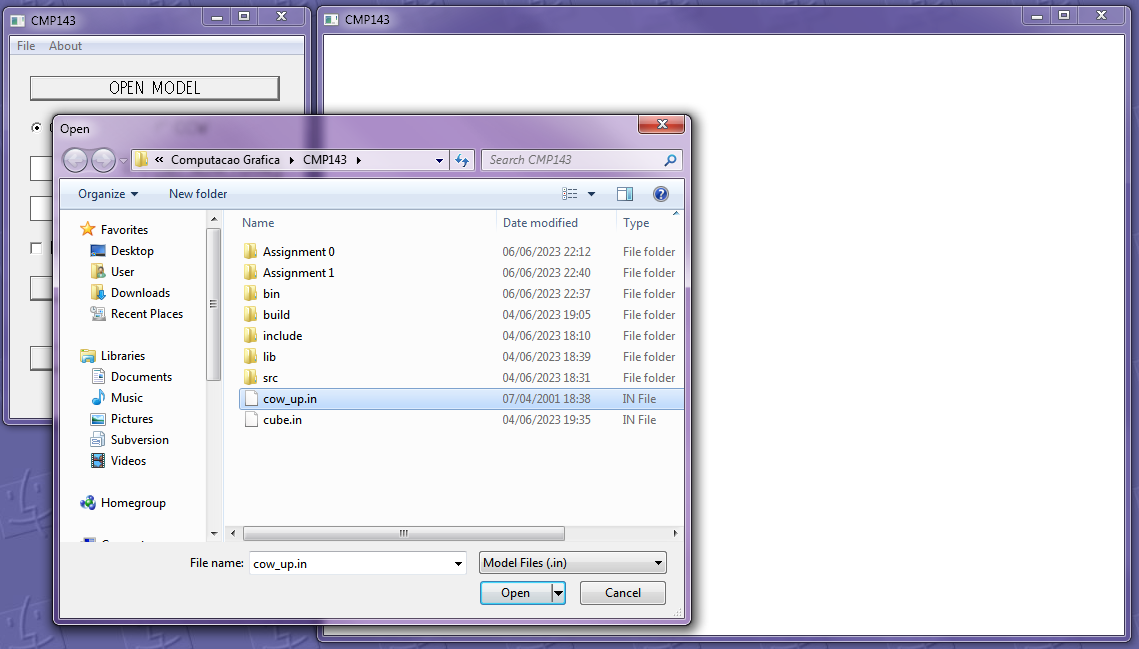 CMP143
File About
OPEN MODEL
CMP143
Open
« Computacao Grafica CMP143
Search CMP143
Organize New folder
Favorites
Desktop
User
Downloads
Recent Places
Libraries
Documents
Music
Pictures
Subversion
Videos
Homegroup
Name Date modified Type
Assignment 0 06/06/2023 22:12 File folder
Assignment 1 06/06/2023 22:40 File folder
bin 06/06/2023 22:37 File folder
build 04/06/2023 19:05 File folder
include 04/06/2023 18:10 File folder
lib 04/06/2023 18:39 File folder
src 04/06/2023 18:31 File folder
cow_up.in 07/04/2001 18:38 IN File
cube.in 04/06/2023 19:35 IN File
File name: cow_up.in Model Files (.in)
Open Cancel